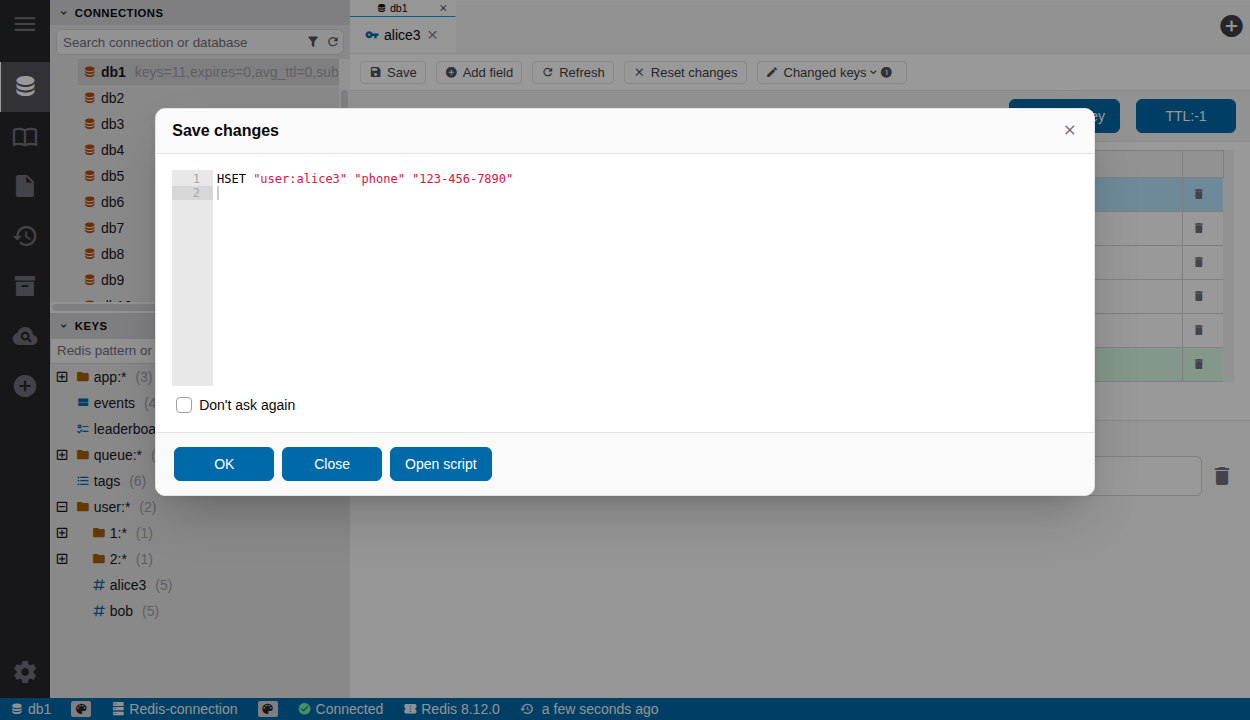 CONNECTIONS
db1
alice3
Search connection or database
Save
Add field
Refresh
Reset changes
Changed keys
db1 keys=11,expires=0,avg_ttl=0,sub
db2
db3
db4
db5
db6
db7
db8
db9
TTL:-1
Save changes
1 HSET "user:alice3" "phone" "123-456-7890"
2
Don't ask again
OK
Close
Open script
KEYS
Redis pattern or
app:* (3)
events (4
leaderboa
queue:* (
tags (6)
user:* (2)
1:* (1)
2:* (1)
alice3 (5)
bob (5)
db1
Redis-connection
Connected
Redis 8.12.0
a few seconds ago